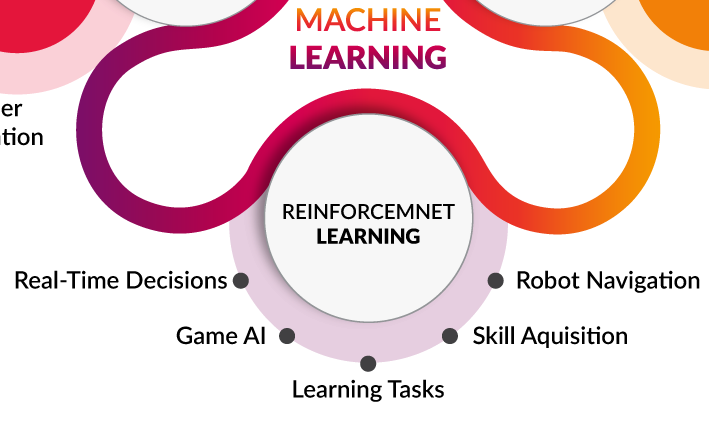 MACHINE
LEARNING
er
tion
REINFORCEMNET
LEARNING
Real-Time Decisions
Robot Navigation
Game AI
Skill Aquisition
Learning Tasks